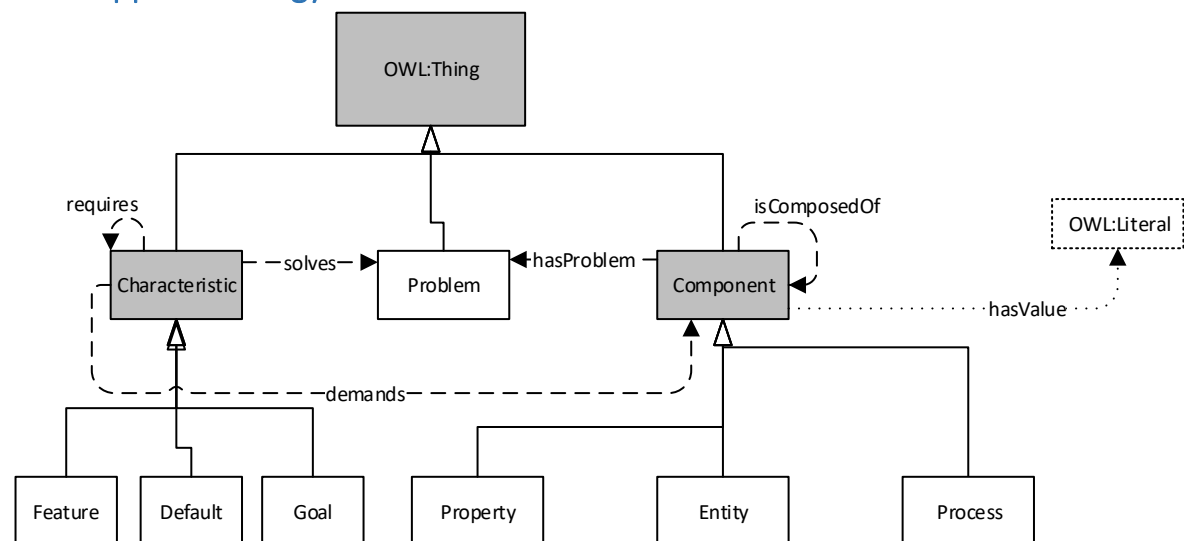 OWL:Thing
requires
isComposedOf
OWL:Literal
Characteristic
solves
Problem
hasProblem
Component
hasValue
demands
Feature
Default
Goal
Property
Entity
Process